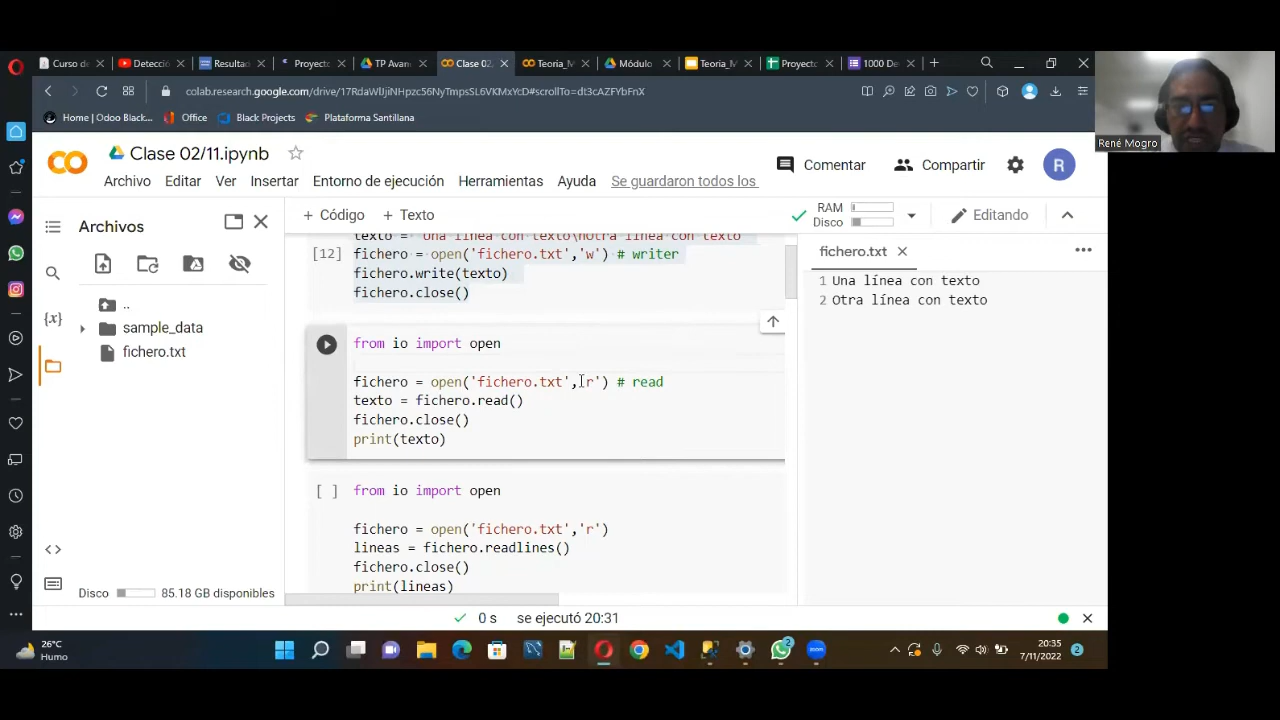 Curso de
Detecci
Resultad
Proyecto
TP Avan
Clase 02,
Teoria_M
Módulo
Teoria_M
Proyecto
1000 De
colab.research.google.com/drive/
Home | Odoo Black...
Office
Black Projects
Plataforma Santillana
René Mogro
Clase 02/11.ipynb
Comentar
Compartir
R
Archivo
Editar
Ver
Insertar
Entorno de ejecución
Herramientas
Ayuda
Se guardaron todos los
Archivos
+ Código
+ Texto
RAM
Disco
Editando
..
sample_data
fichero.txt
Disco
85.18 GB disponibles
texto = "Una línea con texto\nOtra línea con texto
[12]
fichero = open('fichero.txt','w') # writer
fichero.write(texto)
fichero.close()
from io import open
fichero = open('fichero.txt','r') # read
texto = fichero.read()
fichero.close()
print(texto)
[ ]
from io import open
fichero = open('fichero.txt','r')
lineas = fichero.readlines()
fichero.close()
print(lineas)
fichero.txt
1 Una línea con texto
2 Otra línea con texto
0 s
se ejecutó 20:31
26°C
Humo
2
zoom
20:35
7/11/2022
2